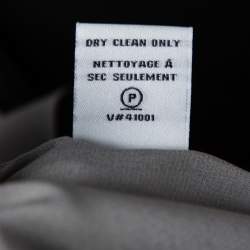 DRY CLEAN ONLY
NETTOYAGE À
SEC SEULEMENT
P
V#41001